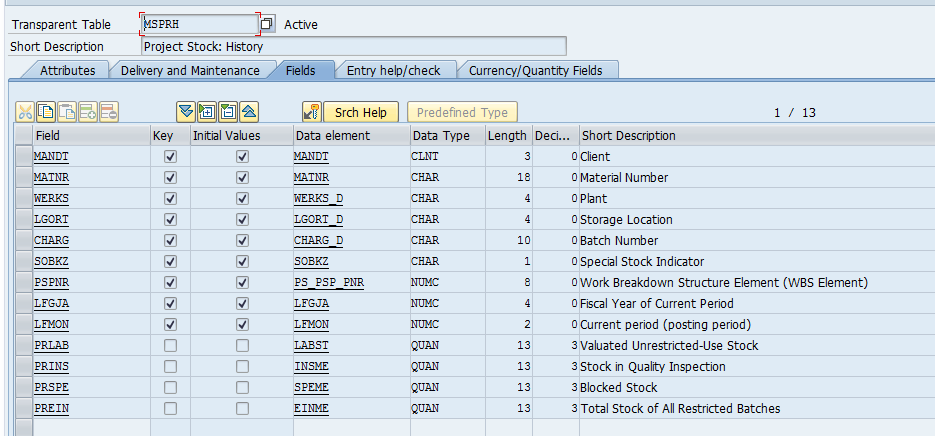 Transparent Table MSPRH Active
Short Description Project Stock: History
Attributes Delivery and Maintenance Fields Entry help/check Currency/Quantity Fields
Srch Help Predefined Type 1 / 13
Field Key Initial Values Data element Data Type Length Deci... Short Description
MANDT MANDT CLNT 3 0 Client
MATNR MATNR CHAR 18 0 Material Number
WERKS WERKS_D CHAR 4 0 Plant
LGORT LGORT_D CHAR 4 0 Storage Location
CHARG CHARG_D CHAR 10 0 Batch Number
SOBKZ SOBKZ CHAR 1 0 Special Stock Indicator
PSPNR PS_PSP_PNR NUMC 8 0 Work Breakdown Structure Element (WBS Element)
LFGJA LFGJA NUMC 4 0 Fiscal Year of Current Period
LFMON LFMON NUMC 2 0 Current period (posting period)
PRLAB LABST QUAN 13 3 Valuated Unrestricted-Use Stock
PRINS INSME QUAN 13 3 Stock in Quality Inspection
PRSPE SPEME QUAN 13 3 Blocked Stock
PREIN EINME QUAN 13 3 Total Stock of All Restricted Batches